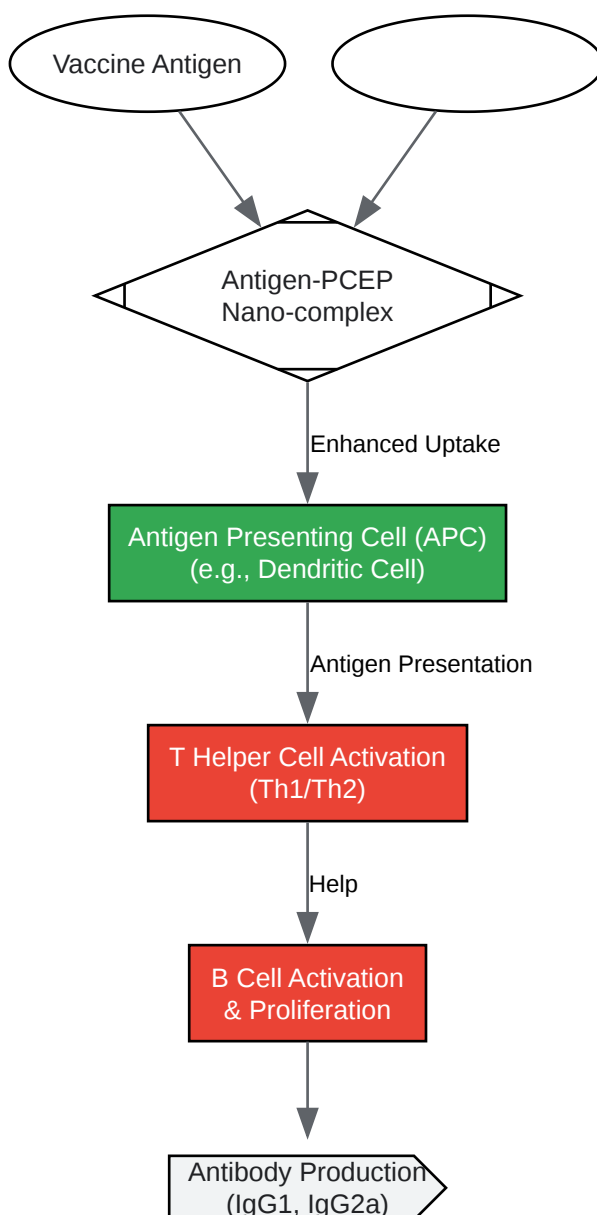 Vaccine Antigen
Antigen-PCEP
Nano-complex
Enhanced Uptake
Antigen Presenting Cell (APC)
(e.g., Dendritic Cell)
Antigen Presentation
T Helper Cell Activation
(Th1/Th2)
Help
B Cell Activation
& Proliferation
Antibody Production
(IgG1, IgG2a)